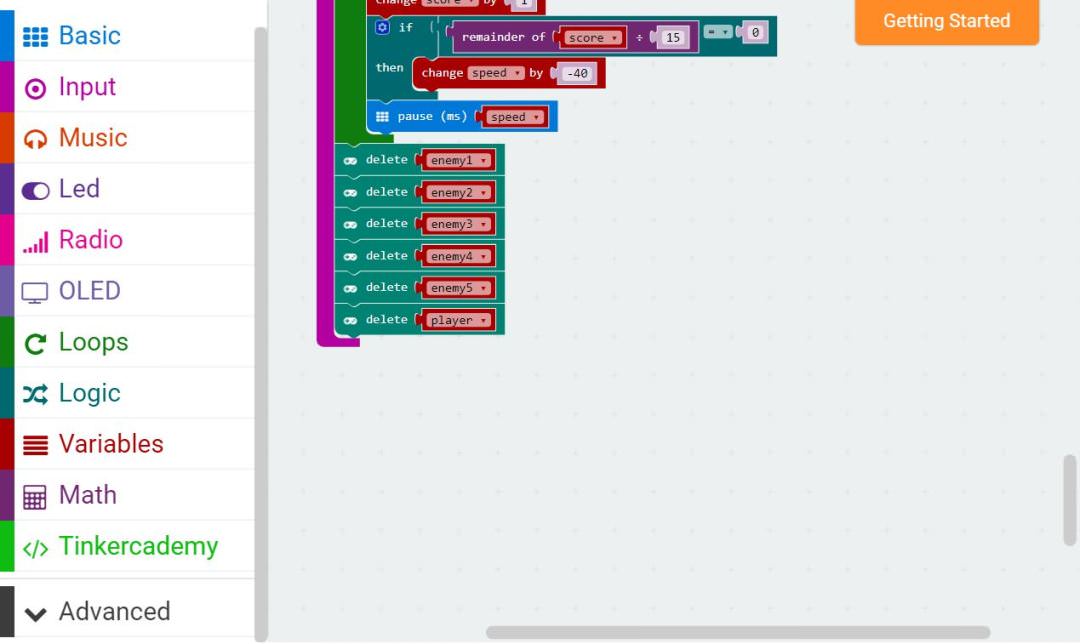 Basic
Input
Music
Led
Radio
OLED
Loops
Logic
Variables
Math
Tinkercademy
Advanced
change score by 1
if remainder of score ÷ 15 = 0
then change speed by -40
pause (ms) speed
delete enemy1
delete enemy2
delete enemy3
delete enemy4
delete enemy5
delete player
Getting Started